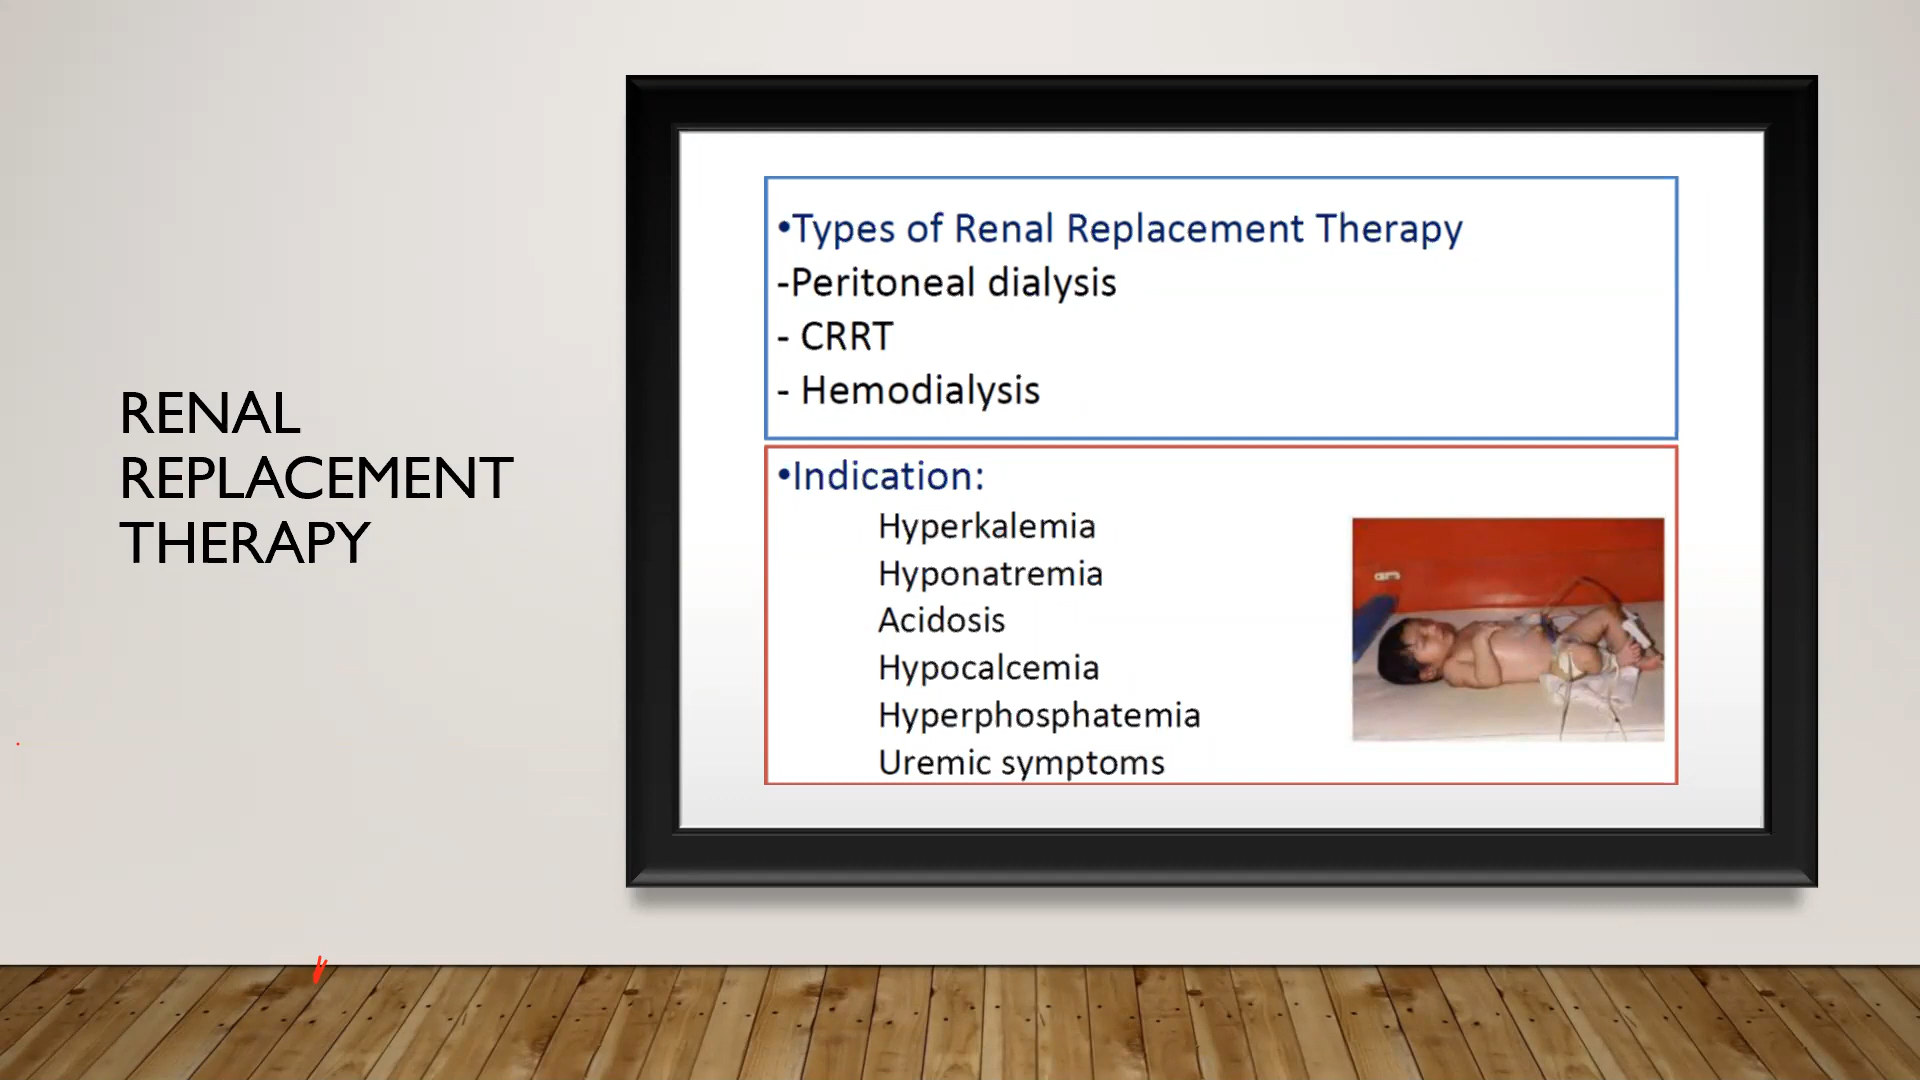 RENAL
REPLACEMENT
THERAPY
•Types of Renal Replacement Therapy
-Peritoneal dialysis
- CRRT
- Hemodialysis
•Indication:
Hyperkalemia
Hyponatremia
Acidosis
Hypocalcemia
Hyperphosphatemia
Uremic symptoms